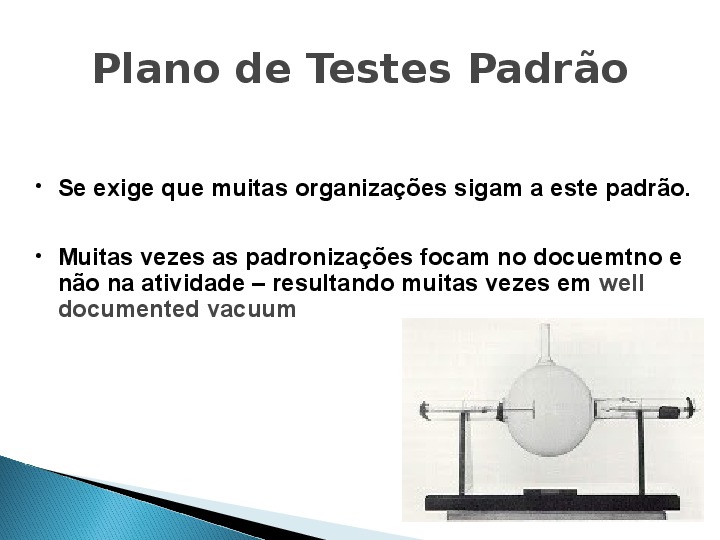 Plano de Testes Padrão
• Se exige que muitas organizações sigam a este padrão.
• Muitas vezes as padronizações focam no docuemtno e
não na atividade – resultando muitas vezes em well
documented vacuum